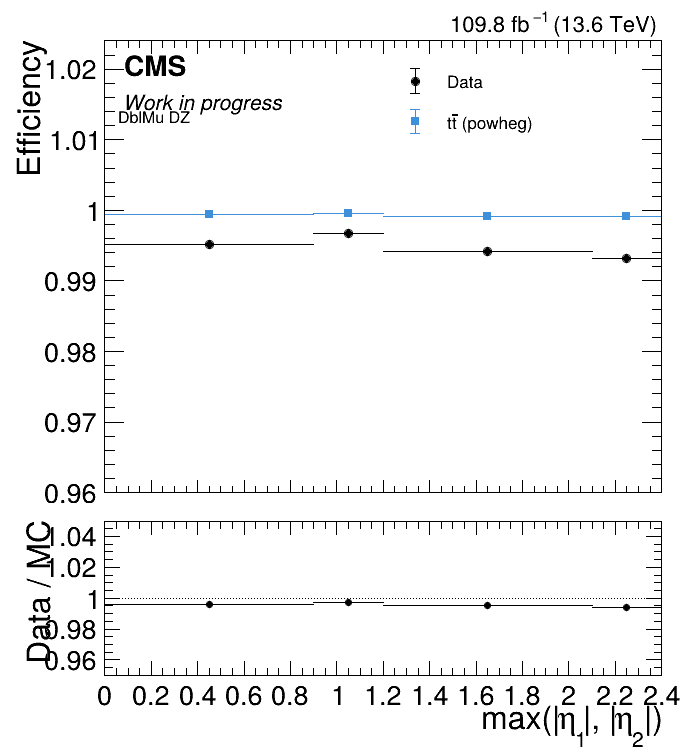 109.8 fb⁻¹ (13.6 TeV)
CMS
Work in progress
DblMu DZ
Data
tt̄ (powheg)
Efficiency
1.02
1.01
1
0.99
0.98
0.97
0.96
Data / MC
1.04
1.02
1
0.98
0.96
0 0.2 0.4 0.6 0.8 1 1.2 1.4 1.6 1.8 2 2.2 2.4
max(|η₁|, |η₂|)